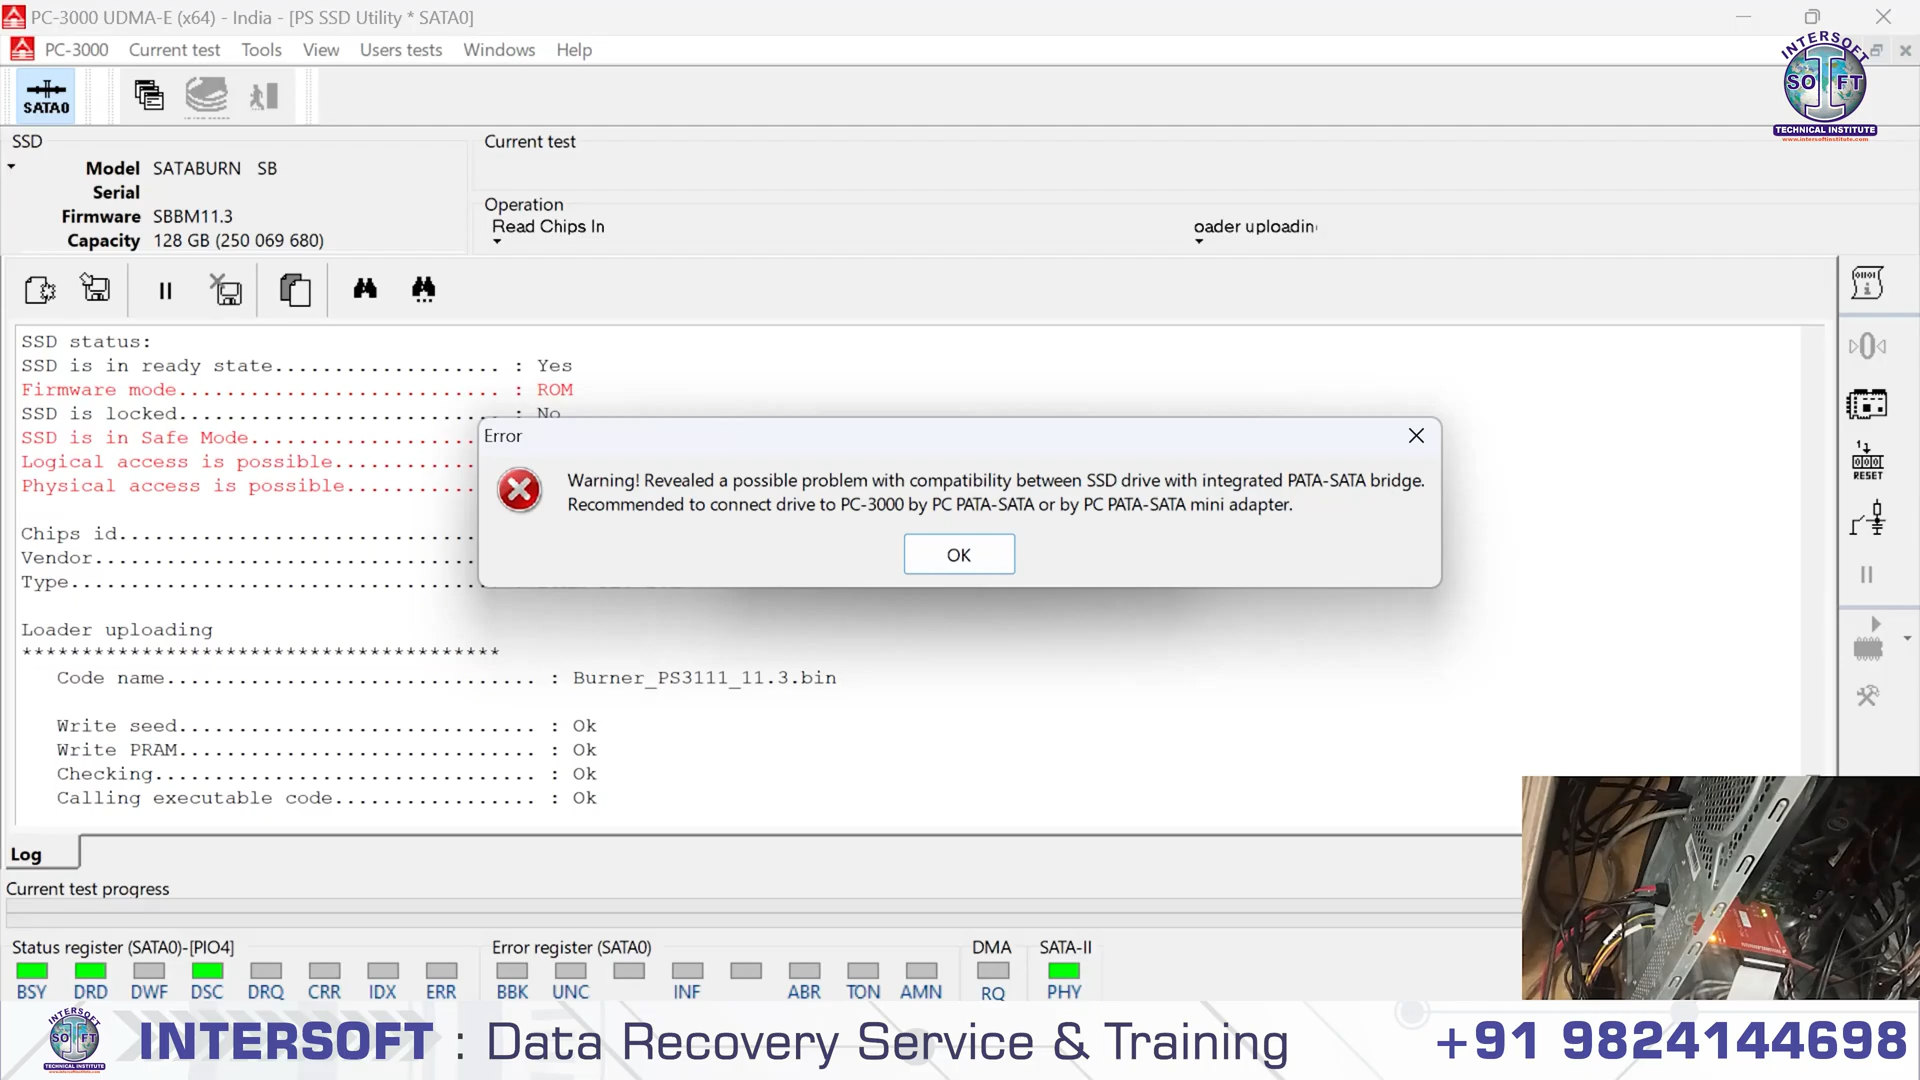 PC-3000 UDMA-E (x64) - India - [PS SSD Utility * SATA0]
PC-3000 Current test Tools View Users tests Windows Help
INTERSOFT
TECHNICAL INSTITUTE
www.intersoftinstitute.com
SATA0
SSD
Model SATABURN SB
Serial
Firmware SBBM11.3
Capacity 128 GB (250 069 680)
Current test
Operation
Read Chips In
oader uploadin
SSD status:
SSD is in ready state................... : Yes
Firmware mode........................... : ROM
SSD is locked........................... : No
SSD is in Safe Mode...................
Logical access is possible............
Physical access is possible...........
Chips id..............................
Vendor................................
Type..................................
Error
Warning! Revealed a possible problem with compatibility between SSD drive with integrated PATA-SATA bridge.
Recommended to connect drive to PC-3000 by PC PATA-SATA or by PC PATA-SATA mini adapter.
OK
RESET
Loader uploading
****************************************
Code name............................... : Burner_PS3111_11.3.bin
Write seed.............................. : Ok
Write PRAM.............................. : Ok
Checking................................ : Ok
Calling executable code................. : Ok
Log
Current test progress
Status register (SATA0)-[PIO4]
BSY DRD DWF DSC DRQ CRR IDX ERR
Error register (SATA0)
BBK UNC INF ABR TON AMN
DMA
RQ
SATA-II
PHY
INTERSOFT
TECHNICAL INSTITUTE
INTERSOFT : Data Recovery Service & Training
+91 9824144698